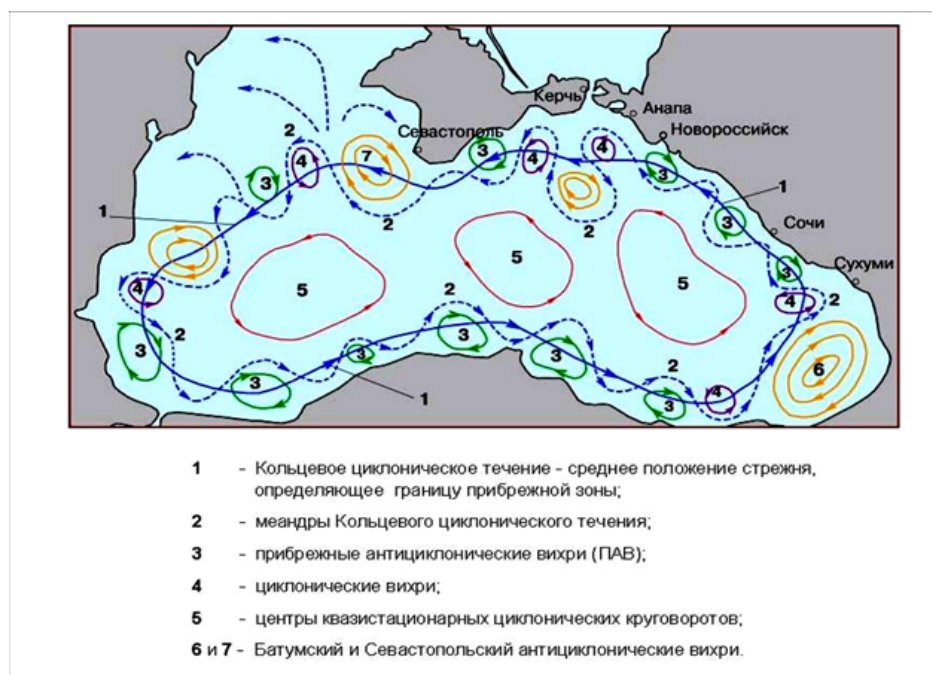 Керчь
Анапа
Новороссийск
Севастополь
2
4
7
3
4
4
3
3
1
1
2
2
3
Сочи
2
Сухуми
5
5
5
3
4
4
2
2
2
3
3
3
3
2
6
3
4
3
1
1 - Кольцевое циклоническое течение - среднее положение стрежня,
определяющее границу прибрежной зоны;
2 - меандры Кольцевого циклонического течения;
3 - прибрежные антициклонические вихри (ПАВ);
4 - циклонические вихри;
5 - центры квазистационарных циклонических круговоротов;
6 и 7 - Батумский и Севастопольский антициклонические вихри.